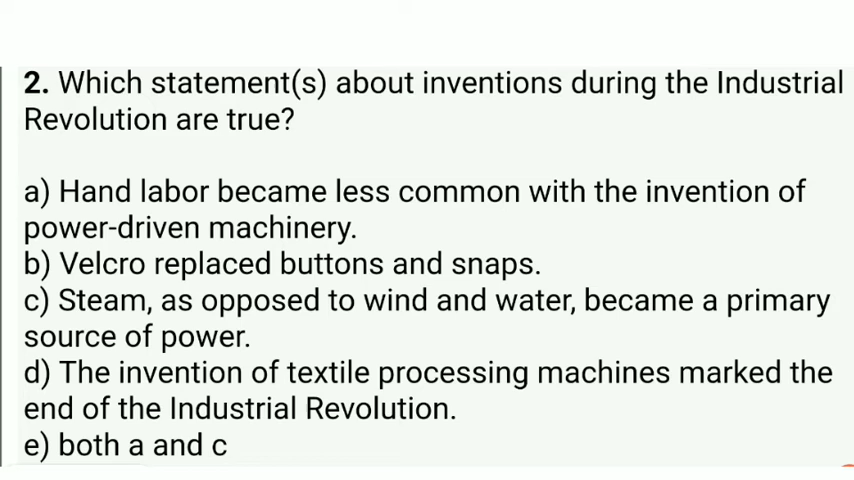 2. Which statement(s) about inventions during the Industrial
Revolution are true?
a) Hand labor became less common with the invention of
power-driven machinery.
b) Velcro replaced buttons and snaps.
c) Steam, as opposed to wind and water, became a primary
source of power.
d) The invention of textile processing machines marked the
end of the Industrial Revolution.
e) both a and c